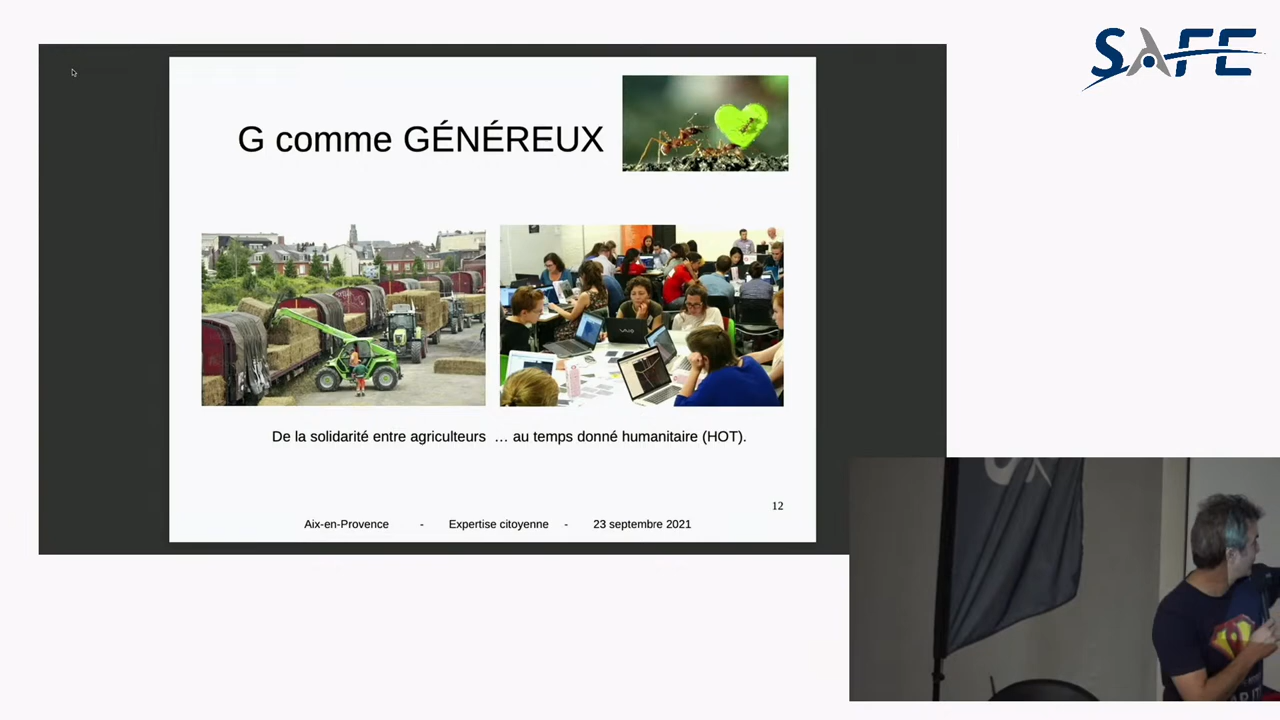 SAFE
G comme GÉNÉREUX
VAIO
De la solidarité entre agriculteurs … au temps donné humanitaire (HOT).
12
Aix-en-Provence - Expertise citoyenne - 23 septembre 2021